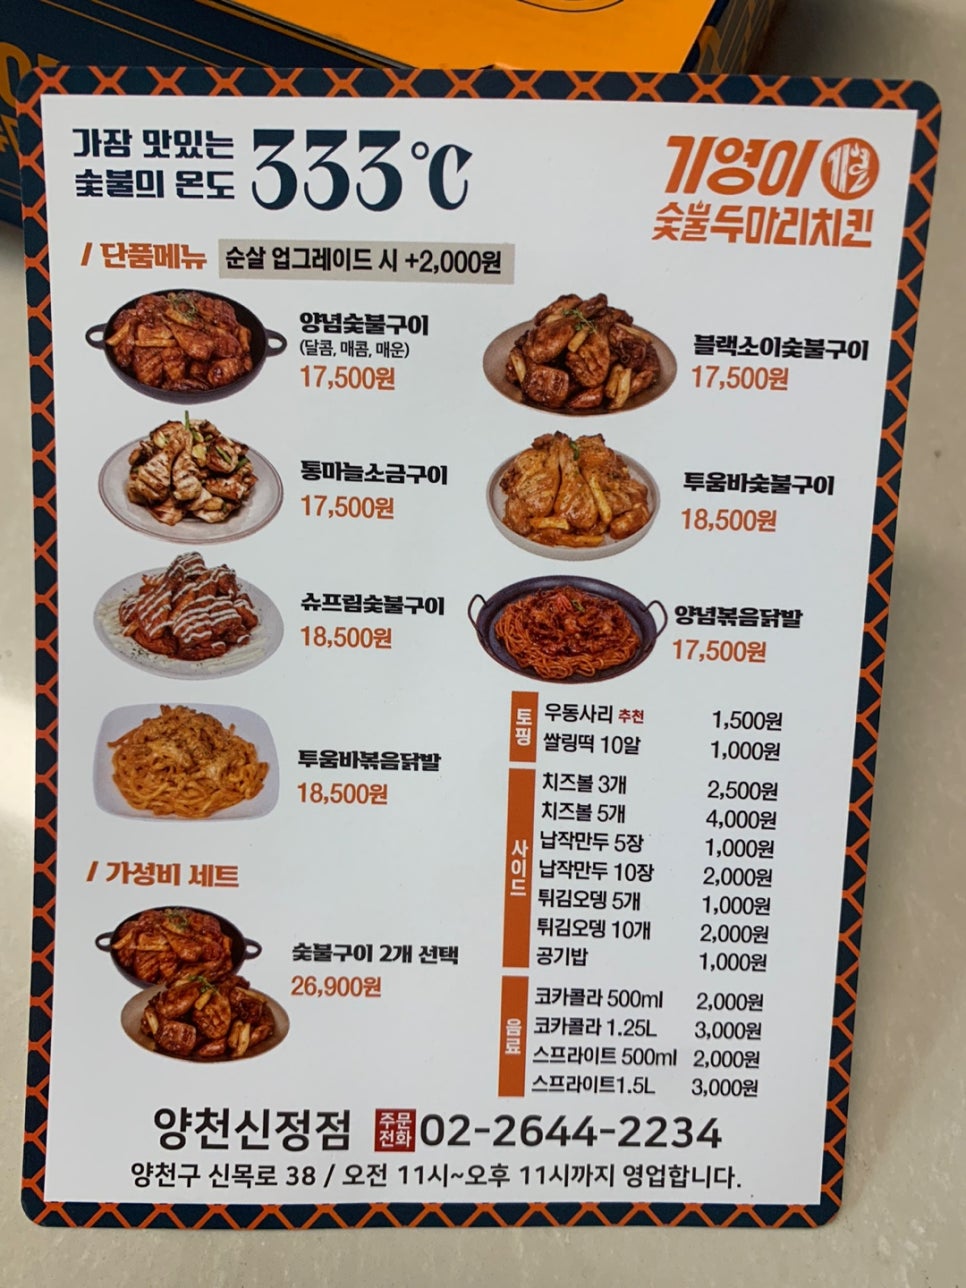 가장 맛있는
숯불의 온도
333℃
기영이
기영
숯불두마리치킨
/ 단품메뉴
순살 업그레이드 시 +2,000원
양념숯불구이
(달콤, 매콤, 매운)
17,500원
블랙소이숯불구이
17,500원
통마늘소금구이
17,500원
투움바숯불구이
18,500원
슈프림숯불구이
18,500원
양념볶음닭발
17,500원
투움바볶음닭발
18,500원
/ 가성비 세트
숯불구이 2개 선택
26,900원
토핑
우동사리 추천 1,500원
쌀링떡 10알 1,000원
사이드
치즈볼 3개 2,500원
치즈볼 5개 4,000원
납작만두 5장 1,000원
납작만두 10장 2,000원
튀김오뎅 5개 1,000원
튀김오뎅 10개 2,000원
공기밥 1,000원
음료
코카콜라 500ml 2,000원
코카콜라 1.25L 3,000원
스프라이트 500ml 2,000원
스프라이트1.5L 3,000원
양천신정점 주문전화 02-2644-2234
양천구 신목로 38 / 오전 11시~오후 11시까지 영업합니다.